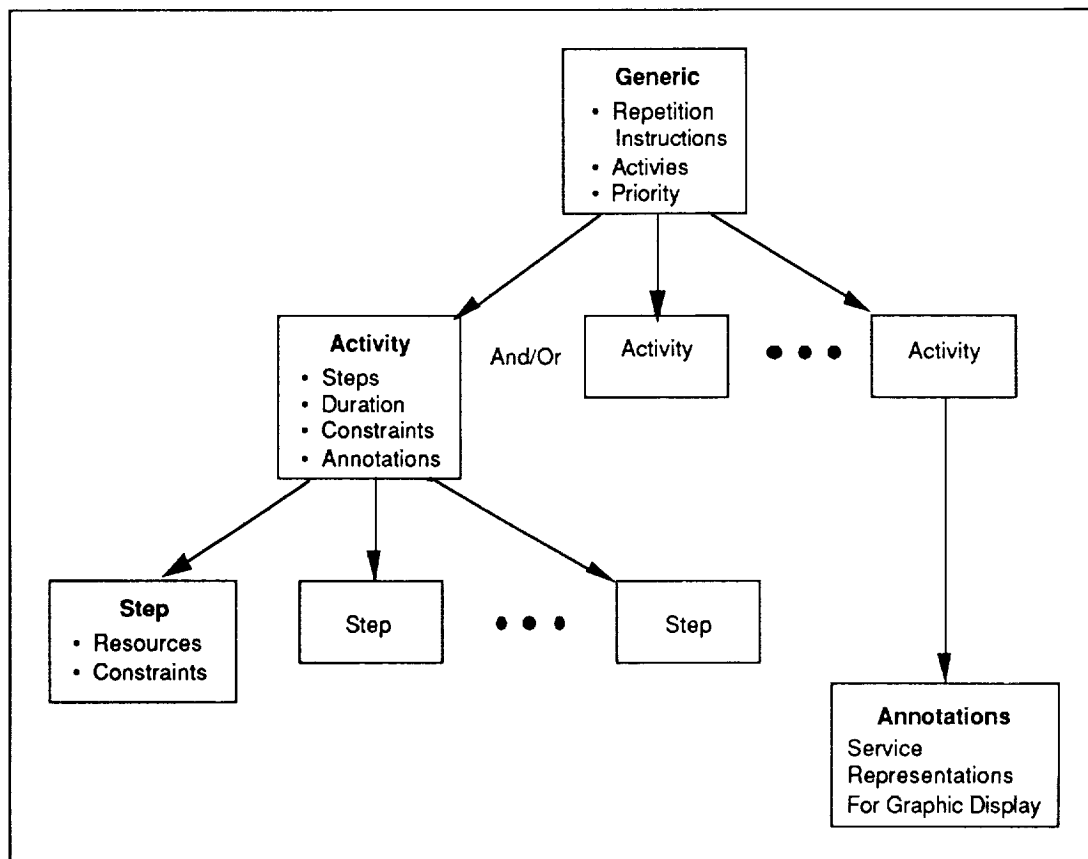 Generic
• Repetition
Instructions
• Activies
• Priority
Activity
• Steps
• Duration
• Constraints
• Annotations
And/Or
Activity
• • •
Activity
Step
• Resources
• Constraints
Step
• • •
Step
Annotations
Service
Representations
For Graphic Display